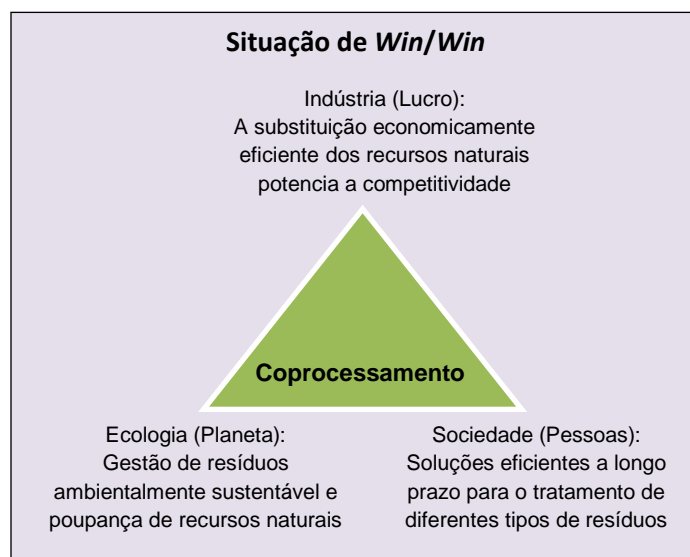 Situação de Win/Win
Indústria (Lucro):
A substituição economicamente
eficiente dos recursos naturais
potencia a competitividade
Coprocessamento
Ecologia (Planeta):
Gestão de resíduos
ambientalmente sustentável e
poupança de recursos naturais
Sociedade (Pessoas):
Soluções eficientes a longo
prazo para o tratamento de
diferentes tipos de resíduos